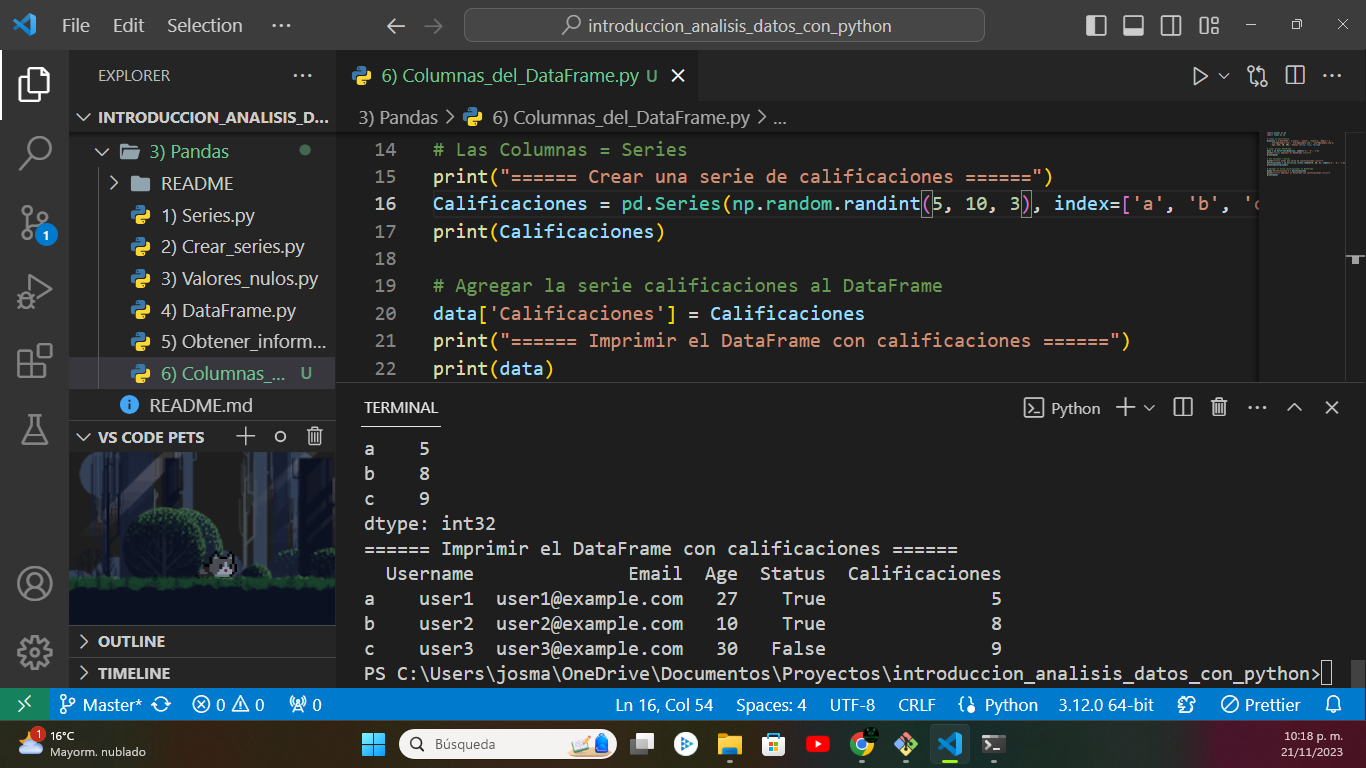 File Edit Selection ···
introduccion_analisis_datos_con_python
EXPLORER ···
INTRODUCCION_ANALISIS_D...
3) Pandas
README
1) Series.py
2) Crear_series.py
3) Valores_nulos.py
4) DataFrame.py
5) Obtener_inform...
6) Columnas_... U
README.md
VS CODE PETS
OUTLINE
TIMELINE
6) Columnas_del_DataFrame.py U
3) Pandas > 6) Columnas_del_DataFrame.py > ...
14 # Las Columnas = Series
15 print("====== Crear una serie de calificaciones ======")
16 Calificaciones = pd.Series(np.random.randint(5, 10, 3), index=['a', 'b', 'c
17 print(Calificaciones)
18
19 # Agregar la serie calificaciones al DataFrame
20 data['Calificaciones'] = Calificaciones
21 print("====== Imprimir el DataFrame con calificaciones ======")
22 print(data)
TERMINAL
Python
a 5
b 8
c 9
dtype: int32
====== Imprimir el DataFrame con calificaciones ======
Username Email Age Status Calificaciones
a user1 user1@example.com 27 True 5
b user2 user2@example.com 10 True 8
c user3 user3@example.com 30 False 9
PS C:\Users\josma\OneDrive\Documentos\Proyectos\introduccion_analisis_datos_con_python>
1
Master* 0 0 0 Ln 16, Col 54 Spaces: 4 UTF-8 CRLF Python 3.12.0 64-bit Prettier
1
16°C
Mayorm. nublado
Búsqueda
10:18 p. m.
21/11/2023